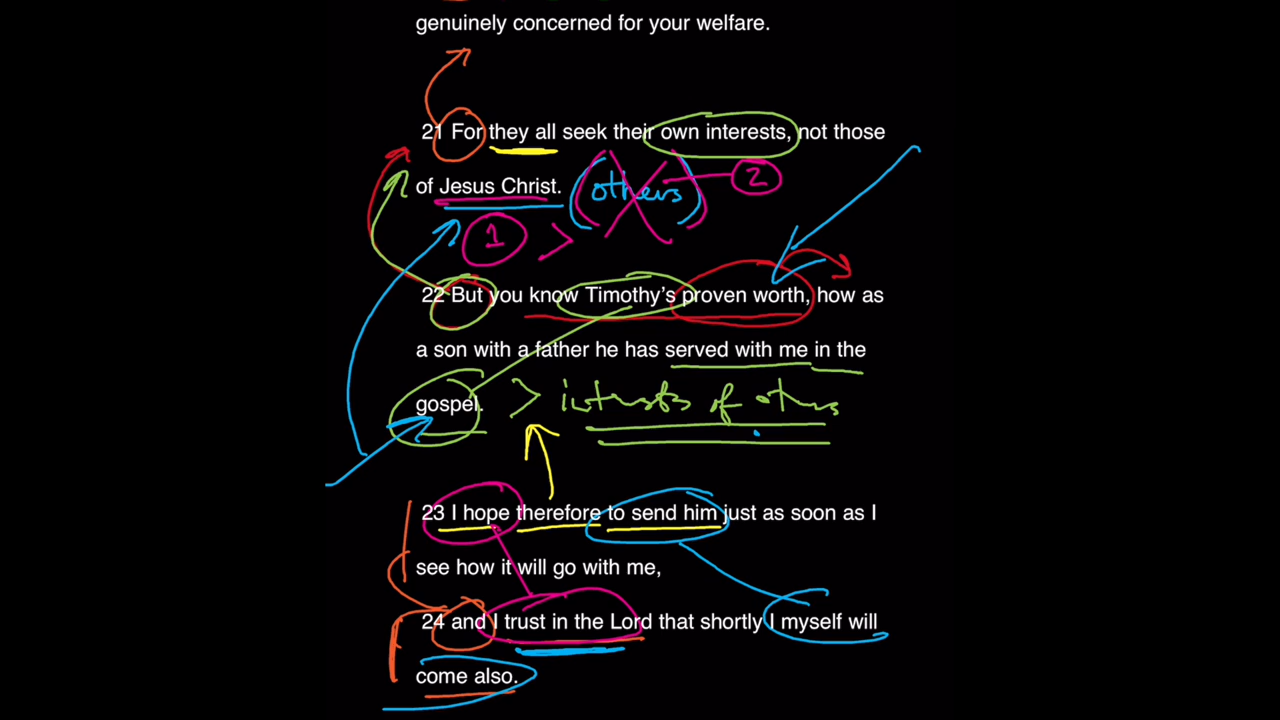 genuinely concerned for your welfare.
21 For they all seek their own interests, not those
of Jesus Christ. (others) 2
1 >
22 But you know Timothy's proven worth, how as
a son with a father he has served with me in the
gospel. > interests of others
23 I hope therefore to send him just as soon as I
see how it will go with me,
24 and I trust in the Lord that shortly I myself will
come also.